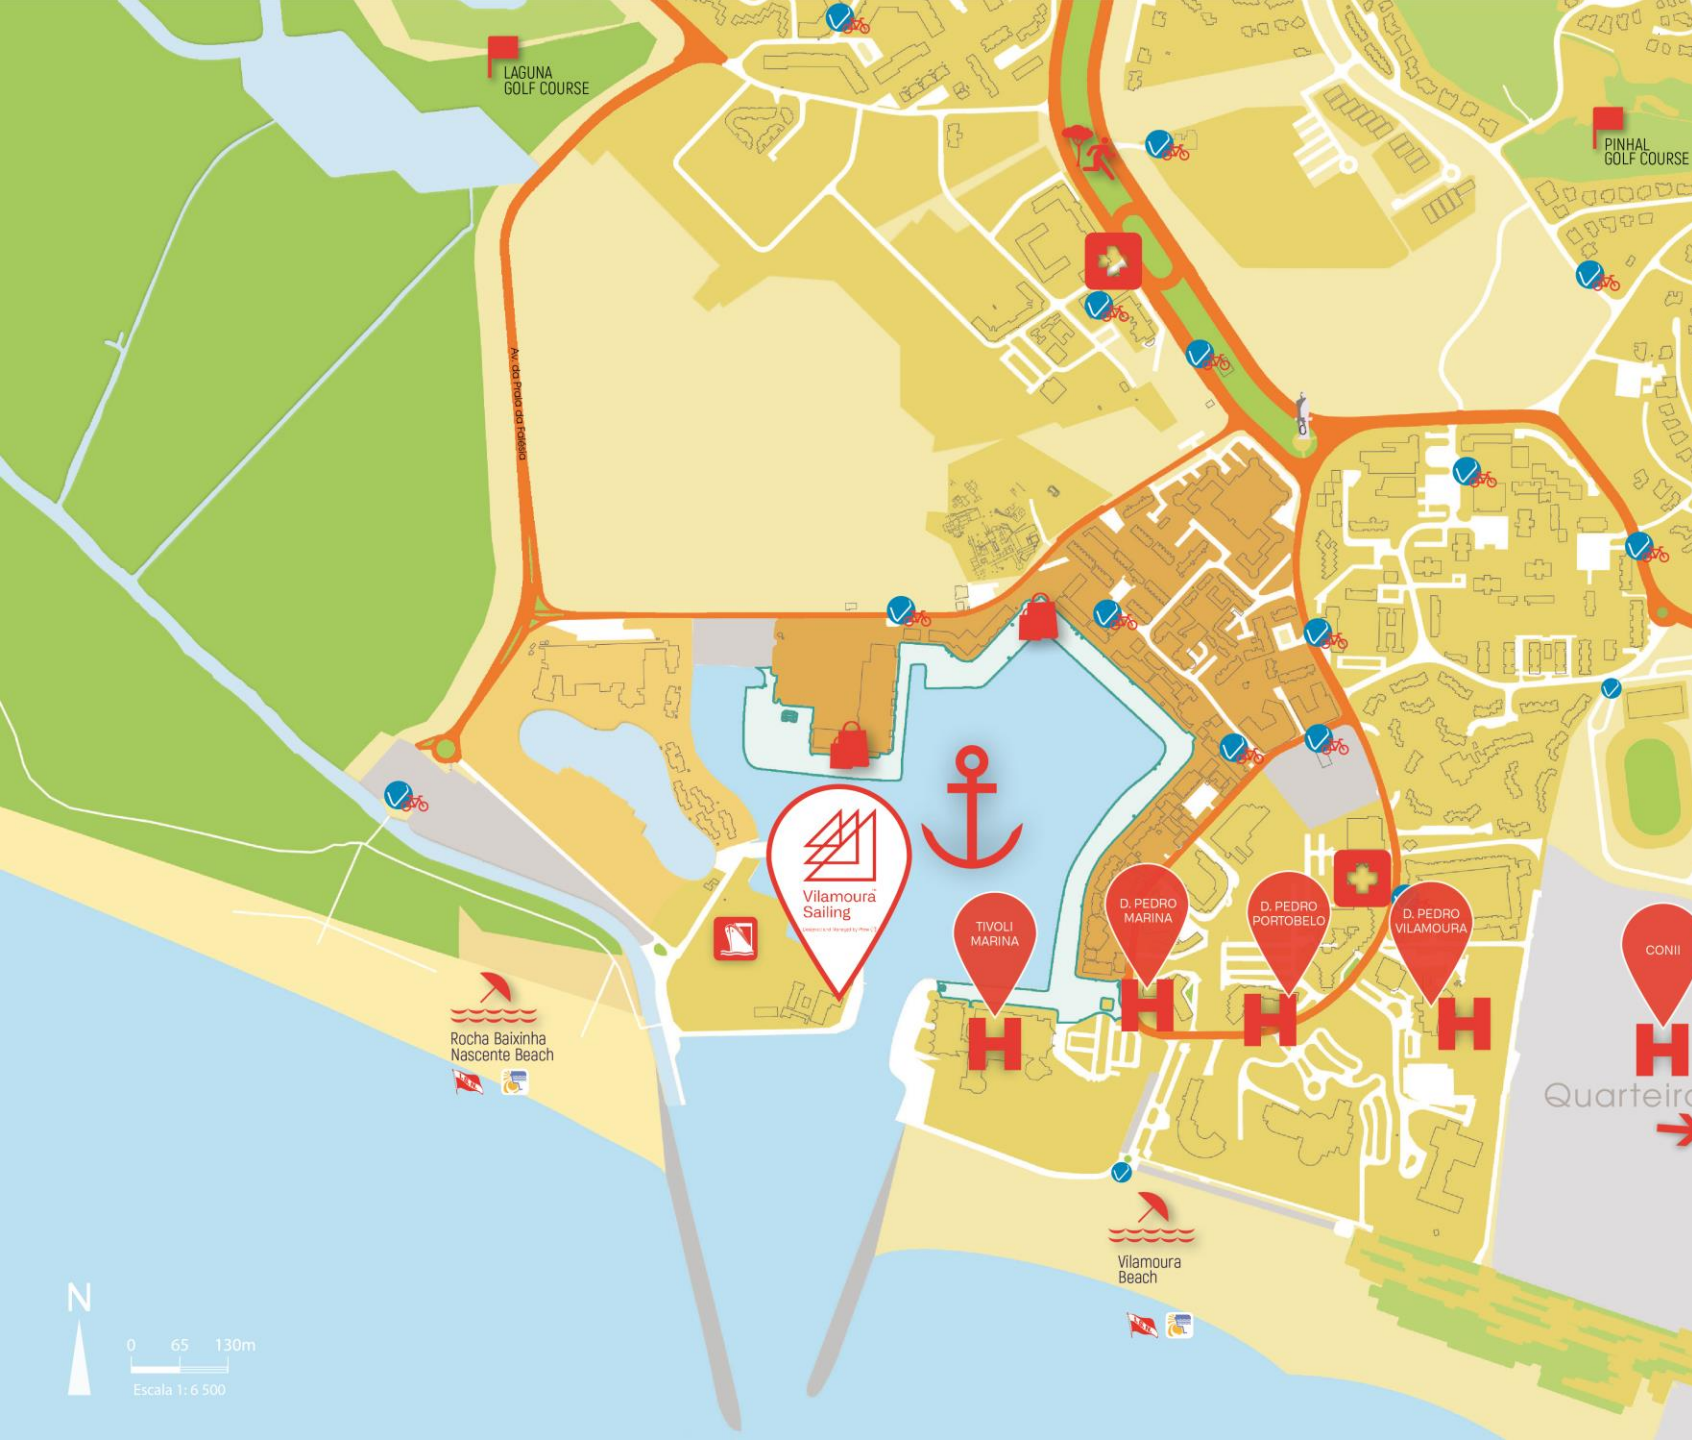 LAGUNA
GOLF COURSE
PINHAL
GOLF COURSE
Av. da Praia da Falésia
Vilamoura
Sailing
TIVOLI
MARINA
D. PEDRO
MARINA
D. PEDRO
PORTOBELO
D. PEDRO
VILAMOURA
CONII
H
H
H
H
H
Rocha Baixinha
Nascente Beach
Quarteira
Vilamoura
Beach
N
0 65 130m
Escala 1: 6 500